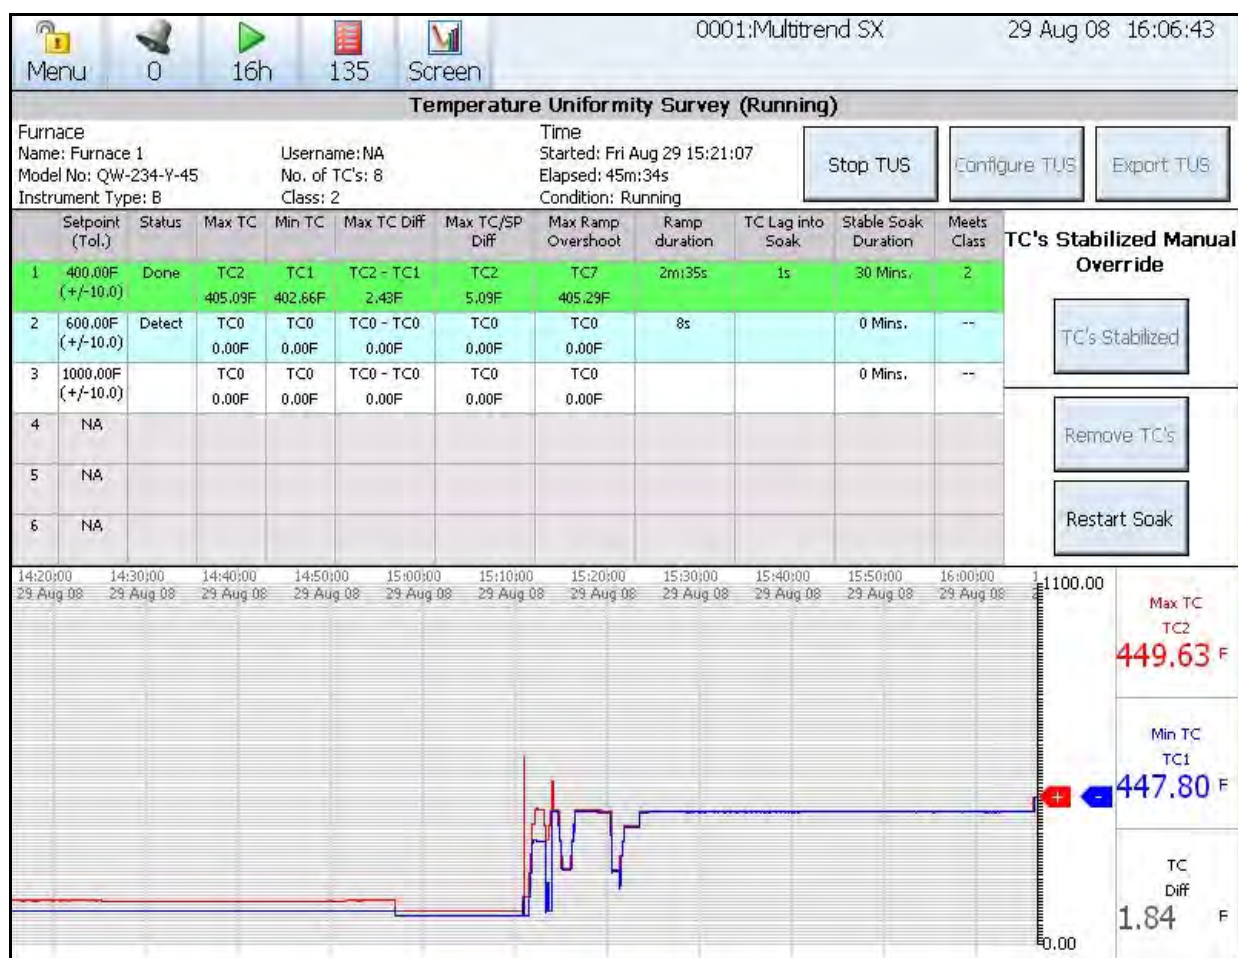 0001:Multitrend SX 29 Aug 08 16:06:43
Menu 0 16h 135 Screen
Temperature Uniformity Survey (Running)
Furnace
Name: Furnace 1
Model No: QW-234-Y-45
Instrument Type: B
Username: NA
No. of TC's: 8
Class: 2
Time
Started: Fri Aug 29 15:21:07
Elapsed: 45m:34s
Condition: Running
Stop TUS
Configure TUS
Export TUS
Setpoint (Tol.) Status Max TC Min TC Max TC Diff Max TC/SP Diff Max Ramp Overshoot Ramp duration TC Lag into Soak Stable Soak Duration Meets Class
1 400.00F Done TC2 TC1 TC2 - TC1 TC2 TC7 2m:35s 1s 30 Mins. 2
(+/-10.0) 405.09F 402.66F 2.43F 5.09F 405.29F
2 600.00F Detect TC0 TC0 TC0 - TC0 TC0 TC0 8s 0 Mins. --
(+/-10.0) 0.00F 0.00F 0.00F 0.00F 0.00F
3 1000.00F TC0 TC0 TC0 - TC0 TC0 TC0 0 Mins. --
(+/-10.0) 0.00F 0.00F 0.00F 0.00F 0.00F
4 NA
5 NA
6 NA
TC's Stabilized Manual
Override
TC's Stabilized
Remove TC's
Restart Soak
14:20:00 14:30:00 14:40:00 14:50:00 15:00:00 15:10:00 15:20:00 15:30:00 15:40:00 15:50:00 16:00:00 1
29 Aug 08 29 Aug 08 29 Aug 08 29 Aug 08 29 Aug 08 29 Aug 08 29 Aug 08 29 Aug 08 29 Aug 08 29 Aug 08 29 Aug 08 2
1100.00
0.00
+
-
Max TC
TC2
449.63 F
Min TC
TC1
447.80 F
TC
Diff
1.84 F